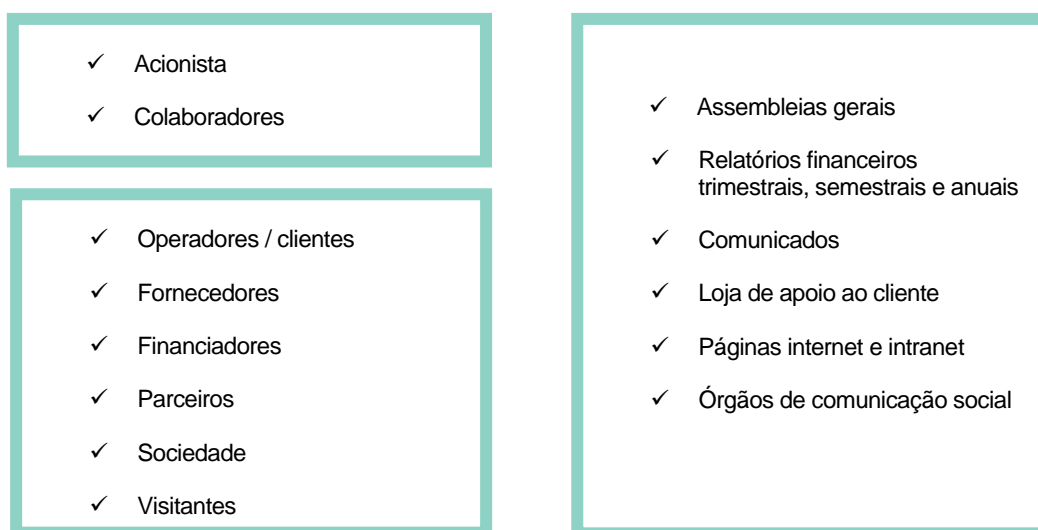 ✓ Acionista
✓ Colaboradores
✓ Operadores / clientes
✓ Fornecedores
✓ Financiadores
✓ Parceiros
✓ Sociedade
✓ Visitantes
✓ Assembleias gerais
✓ Relatórios financeiros
trimestrais, semestrais e anuais
✓ Comunicados
✓ Loja de apoio ao cliente
✓ Páginas internet e intranet
✓ Órgãos de comunicação social